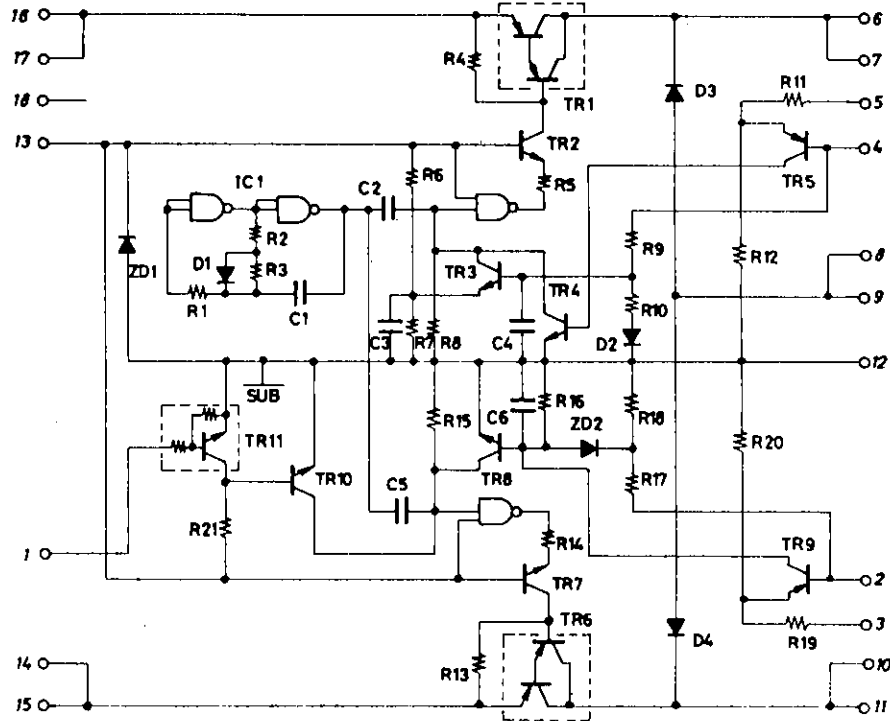 16
6
17
R4
7
R11
18
TR1
D3
5
13
TR2
4
IC1
C2
R6
R5
TR5
R2
R9
8
D1
R3
TR3
R12
ZD1
TR4
R10
9
R1
C1
C3
R7
R8
C4
D2
12
SUB
C6
R16
R18
TR11
R15
ZD2
R20
TR10
TR8
R17
C5
R21
R14
TR9
1
TR7
2
TR6
3
R19
14
R13
D4
10
15
11